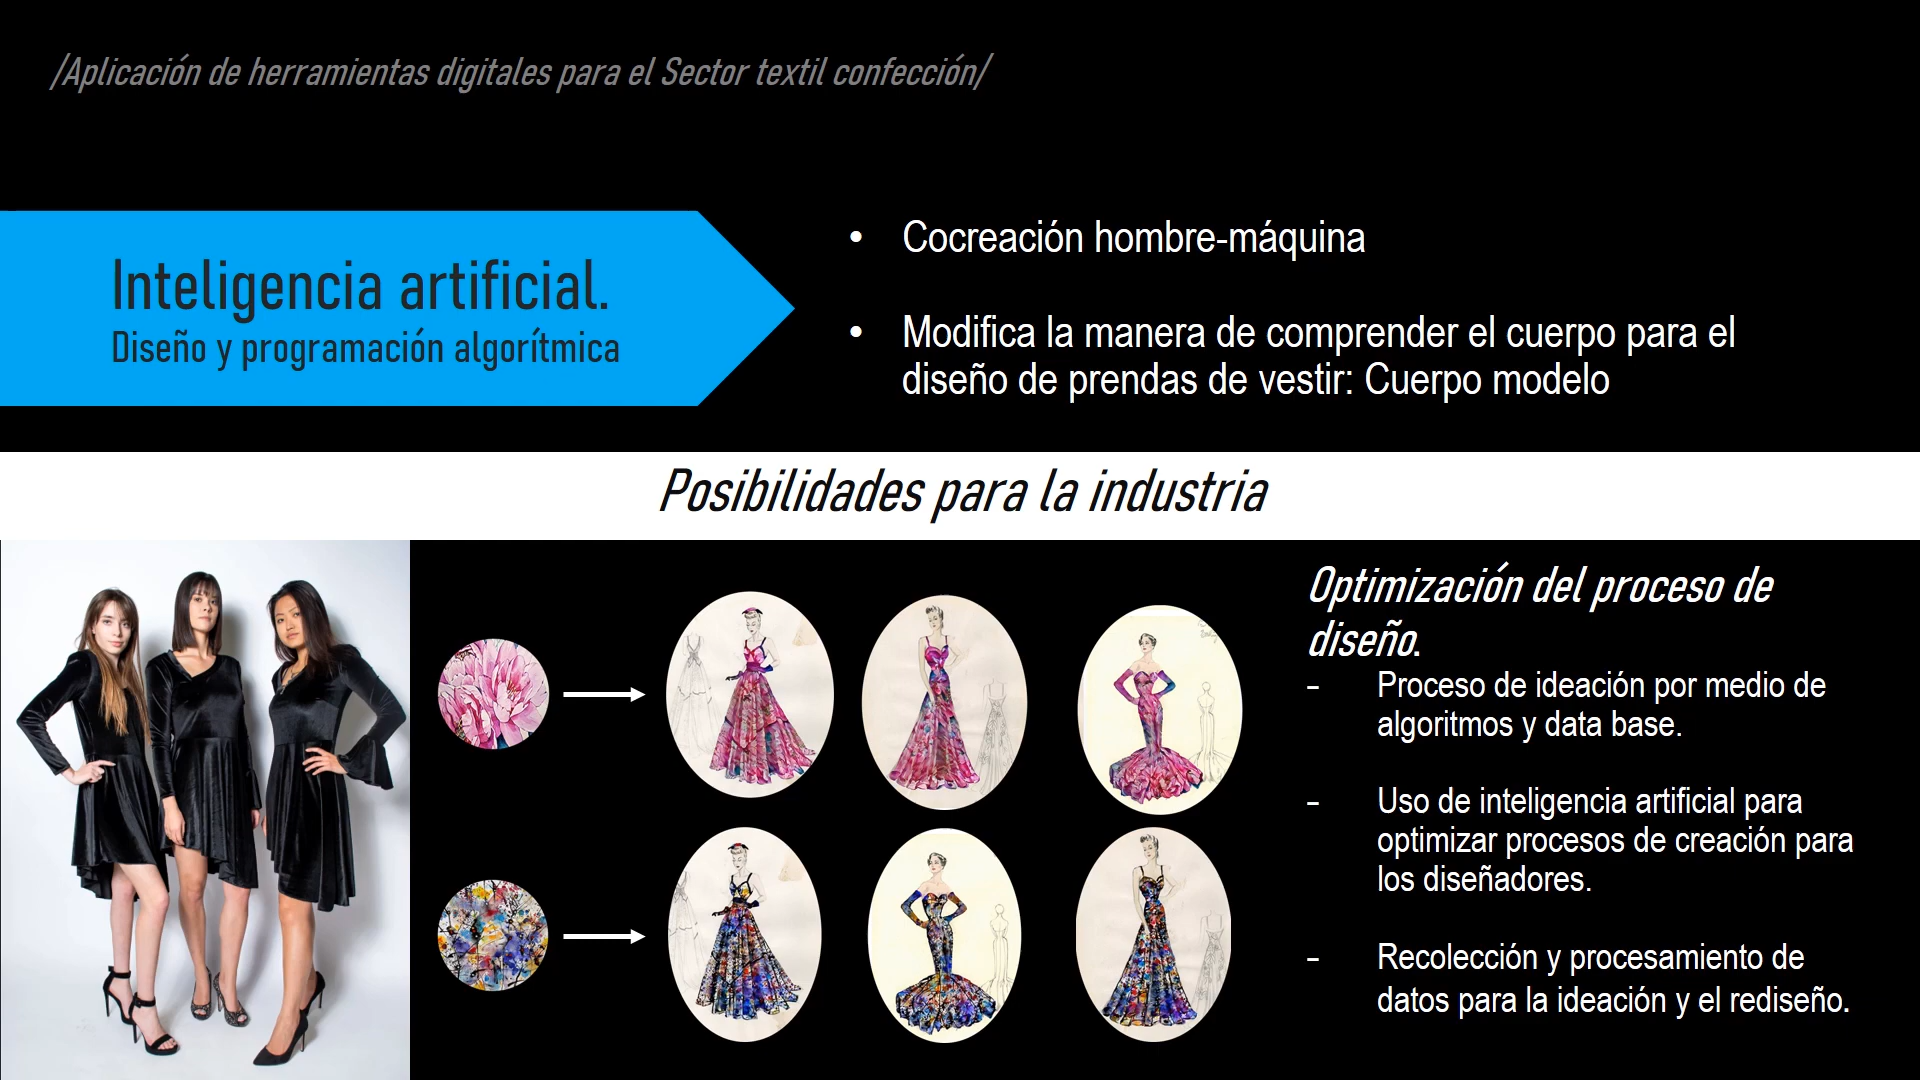 /Aplicación de herramientas digitales para el Sector textil confección/
Inteligencia artificial.
Diseño y programación algorítmica
• Cocreación hombre-máquina
• Modifica la manera de comprender el cuerpo para el
diseño de prendas de vestir: Cuerpo modelo
Posibilidades para la industria
Optimización del proceso de
diseño.
- Proceso de ideación por medio de
algoritmos y data base.
- Uso de inteligencia artificial para
optimizar procesos de creación para
los diseñadores.
- Recolección y procesamiento de
datos para la ideación y el rediseño.